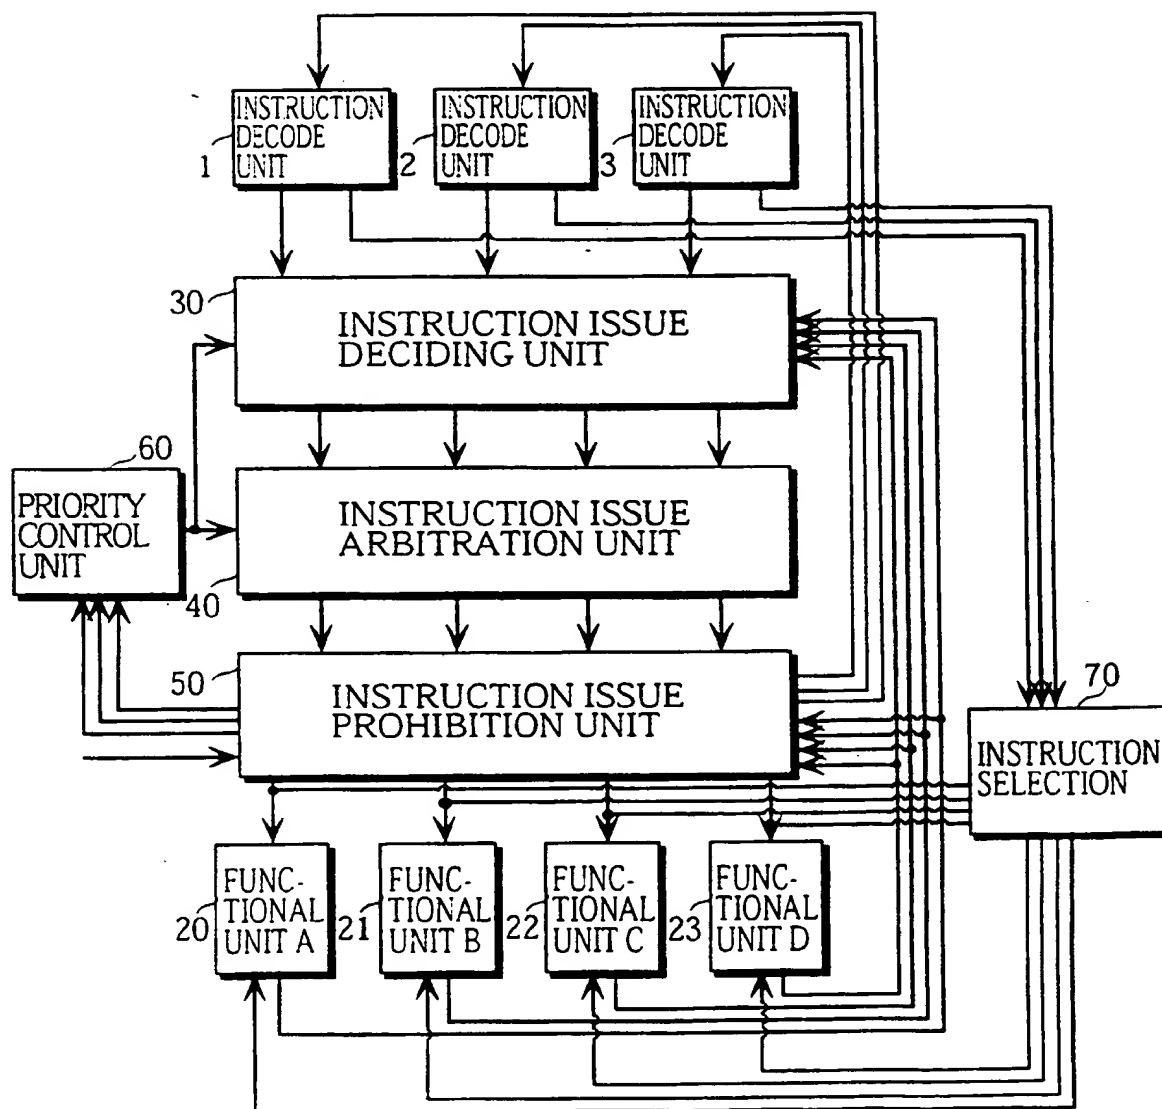 INSTRUCTION
DECODE
UNIT
1
INSTRUCTION
DECODE
UNIT
2
INSTRUCTION
DECODE
UNIT
3
30
INSTRUCTION ISSUE
DECIDING UNIT
60
PRIORITY
CONTROL
UNIT
INSTRUCTION ISSUE
ARBITRATION UNIT
40
50
INSTRUCTION ISSUE
PROHIBITION UNIT
70
INSTRUCTION
SELECTION
FUNC-
TIONAL
UNIT A
20
FUNC-
TIONAL
UNIT B
21
FUNC-
TIONAL
UNIT C
22
FUNC-
TIONAL
UNIT D
23